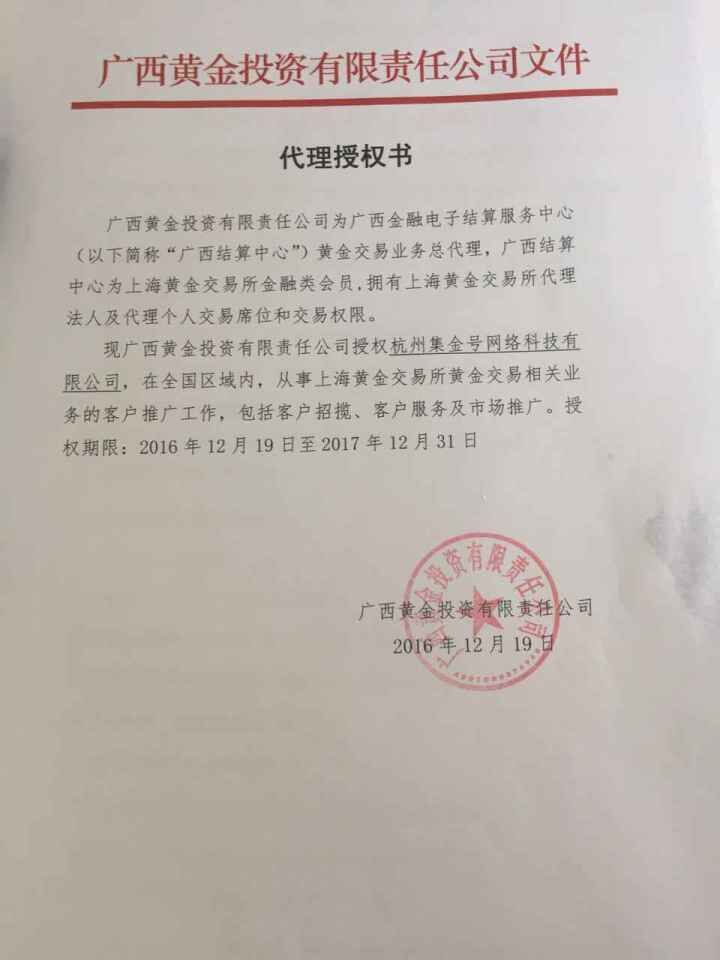 广西黄金投资有限责任公司文件
代理授权书
广西黄金投资有限责任公司为广西金融电子结算服务中心
（以下简称“广西结算中心”）黄金交易业务总代理，广西结算
中心为上海黄金交易所金融类会员,拥有上海黄金交易所代理
法人及代理个人交易席位和交易权限。
现广西黄金投资有限责任公司授权杭州集金号网络科技有
限公司，在全国区域内，从事上海黄金交易所黄金交易相关业
务的客户推广工作，包括客户招揽、客户服务及市场推广。授
权期限：2016 年 12 月 19 日至 2017 年 12 月 31 日
广西黄金投资有限责任公司
广西黄金投资有限责任公司
2016 年 12 月 19 日